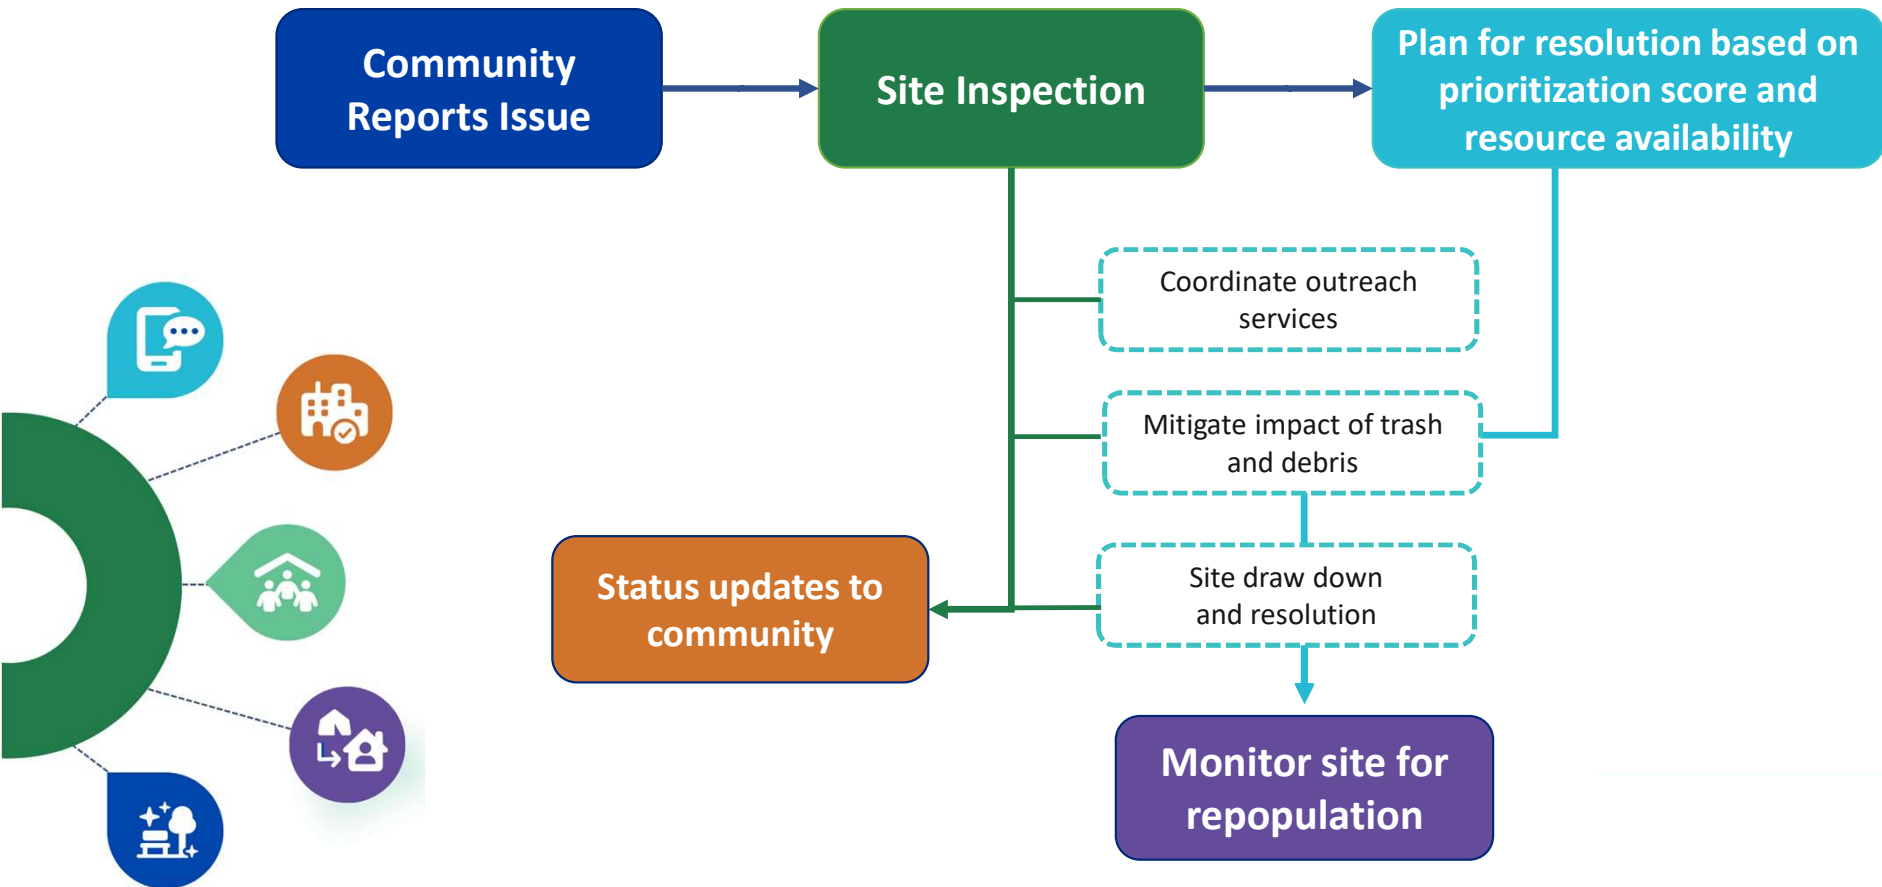 Community
Reports Issue
Site Inspection
Plan for resolution based on
prioritization score and
resource availability
Coordinate outreach
services
Mitigate impact of trash
and debris
Status updates to
community
Site draw down
and resolution
Monitor site for
repopulation